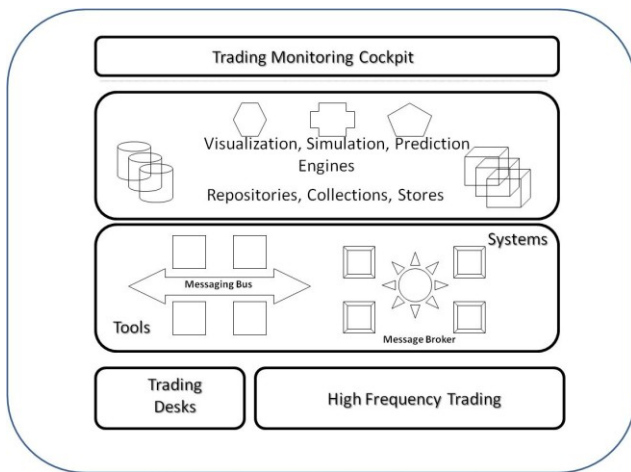 Trading Monitoring Cockpit
Visualization, Simulation, Prediction
Engines
Repositories, Collections, Stores
Systems
Messaging Bus
Tools
Message Broker
Trading
Desks
High Frequency Trading